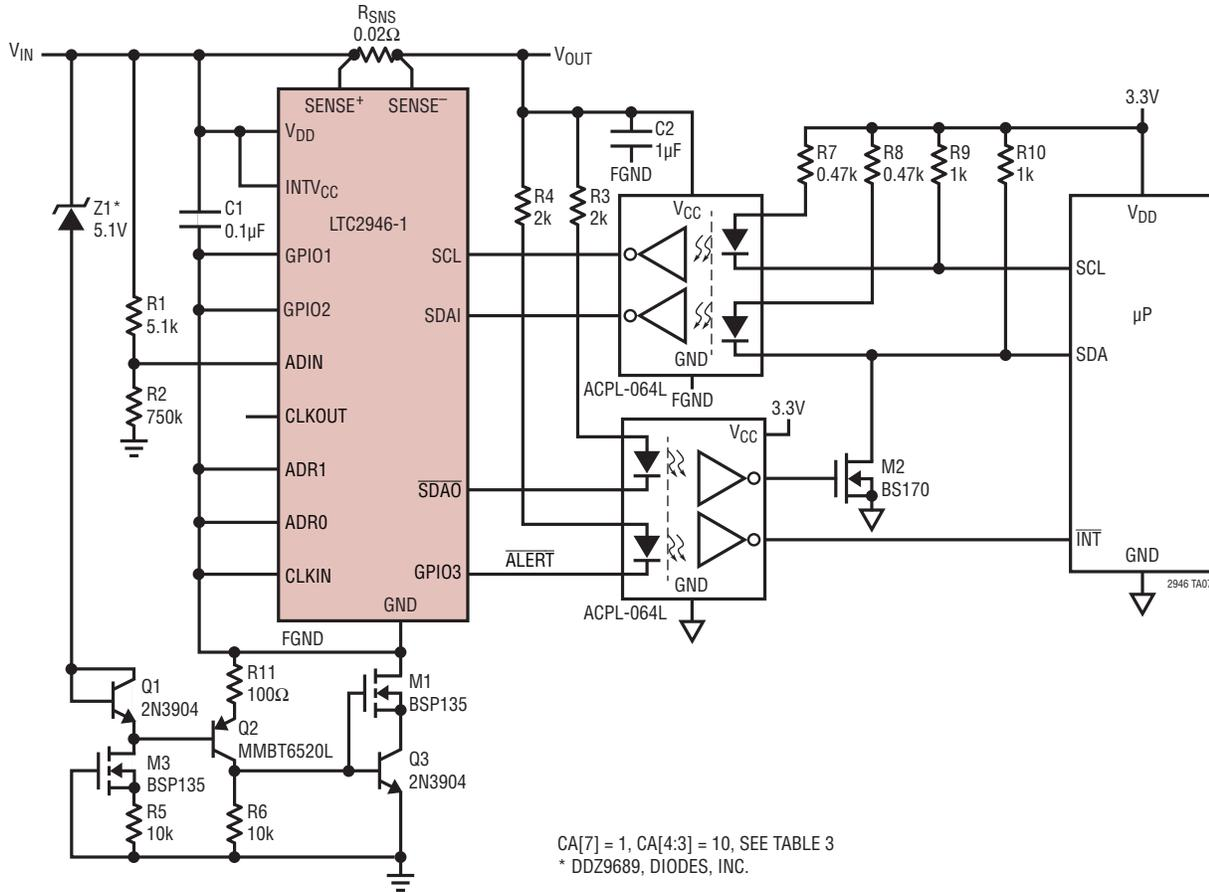 R_SNS
0.02Ω
V_IN
V_OUT
SENSE+
SENSE–
3.3V
V_DD
C2
1µF
FGND
R7
0.47k
R8
0.47k
R9
1k
R10
1k
INTV_CC
Z1*
5.1V
C1
0.1µF
LTC2946-1
R4
2k
R3
2k
V_CC
V_DD
GPIO1
SCL
SCL
GPIO2
SDAI
µP
R1
5.1k
GND
SDA
ADIN
ACPL-064L
FGND
R2
750k
CLKOUT
3.3V
V_CC
ADR1
SDAO
M2
BS170
ADR0
INT
CLKIN
GPIO3
ALERT
GND
GND
GND
ACPL-064L
2946 TA07
FGND
R11
100Ω
M1
BSP135
Q1
2N3904
Q2
MMBT6520L
M3
BSP135
Q3
2N3904
R5
10k
R6
10k
CA[7] = 1, CA[4:3] = 10, SEE TABLE 3
* DDZ9689, DIODES, INC.